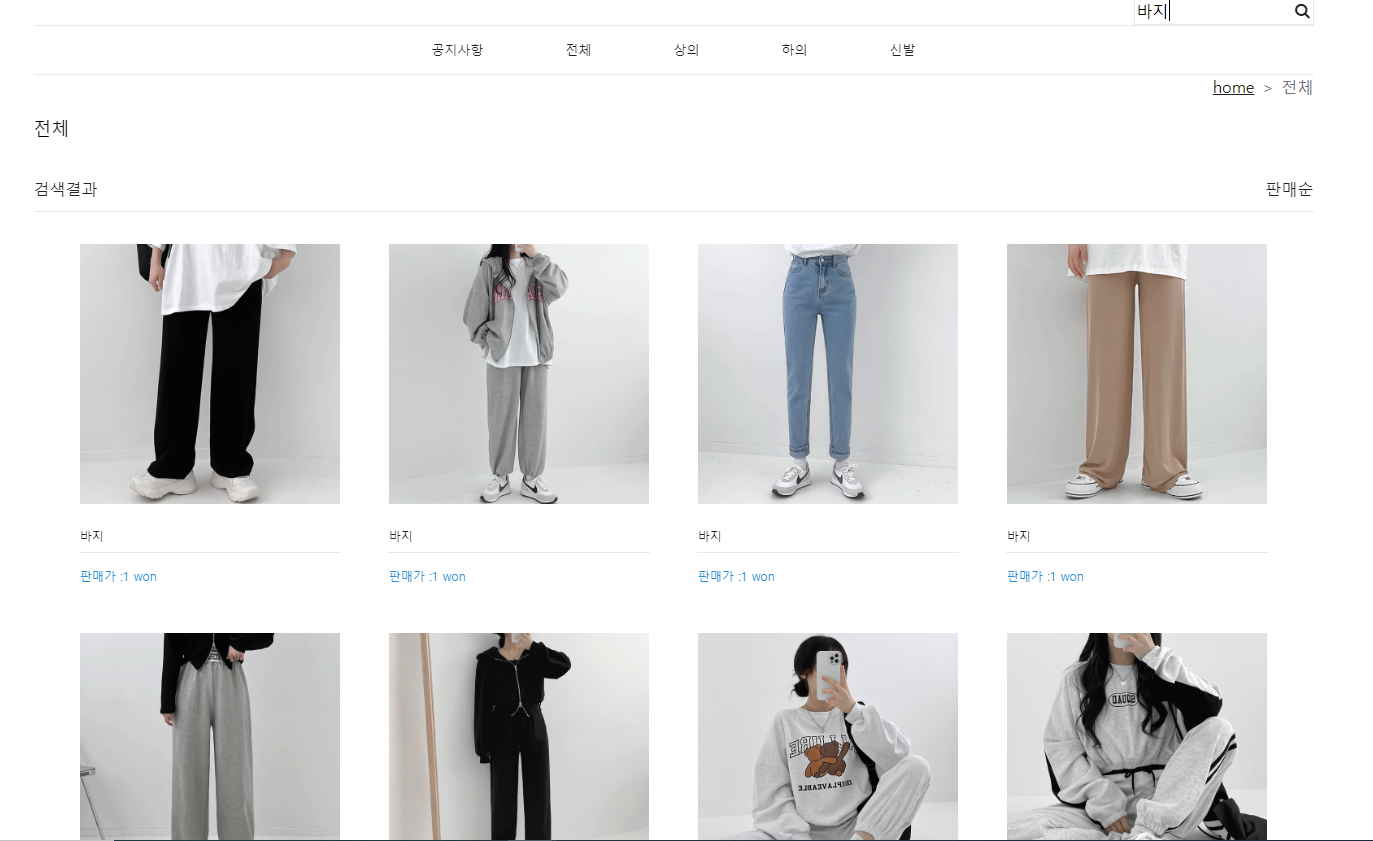 바지
공지사항 전체 상의 하의 신발
home > 전체
전체
검색결과 판매순
바지 바지 바지 바지
판매가 :1 won 판매가 :1 won 판매가 :1 won 판매가 :1 won
SQUAD